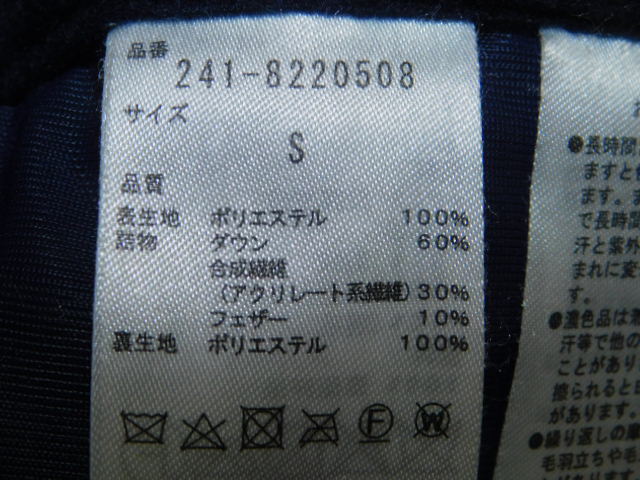 品番
241-8220508
サイズ
S
品質
表生地 ポリエステル 100%
詰物 ダウン 60%
合成繊維
(アクリレート系繊維)30%
フェザー 10%
裏生地 ポリエステル 100%
F W
●長時間
ますと
ます。
で長時間
汗と紫外
まれに変
す。
●濃色品は
汗等で他の
ことがあり
擦られると
があります。
●繰り返しの
毛羽立ちや毛